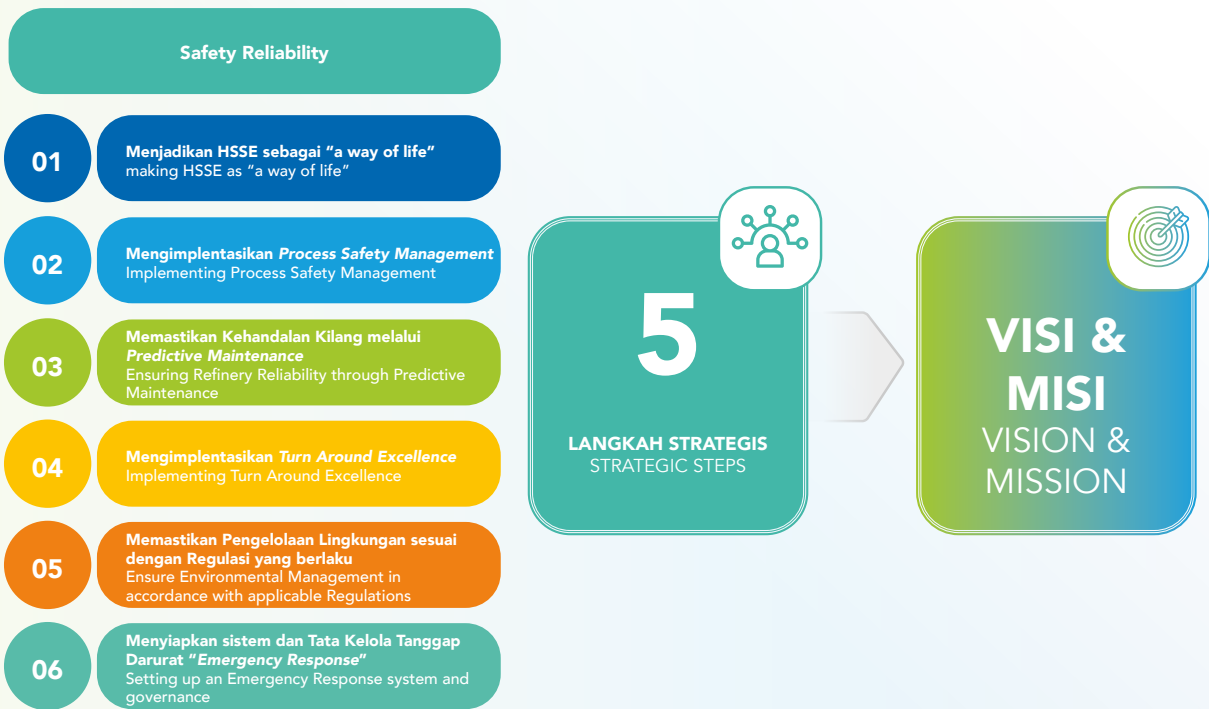 Safety Reliability
01
Menjadikan HSSE sebagai “a way of life”
making HSSE as “a way of life”
02
Mengimplentasikan Process Safety Management
Implementing Process Safety Management
03
Memastikan Kehandalan Kilang melalui
Predictive Maintenance
Ensuring Refinery Reliability through Predictive
Maintenance
04
Mengimplentasikan Turn Around Excellence
Implementing Turn Around Excellence
05
Memastikan Pengelolaan Lingkungan sesuai
dengan Regulasi yang berlaku
Ensure Environmental Management in
accordance with applicable Regulations
06
Menyiapkan sistem dan Tata Kelola Tanggap
Darurat “Emergency Response”
Setting up an Emergency Response system and
governance
5
LANGKAH STRATEGIS
STRATEGIC STEPS
VISI &
MISI
VISION &
MISSION